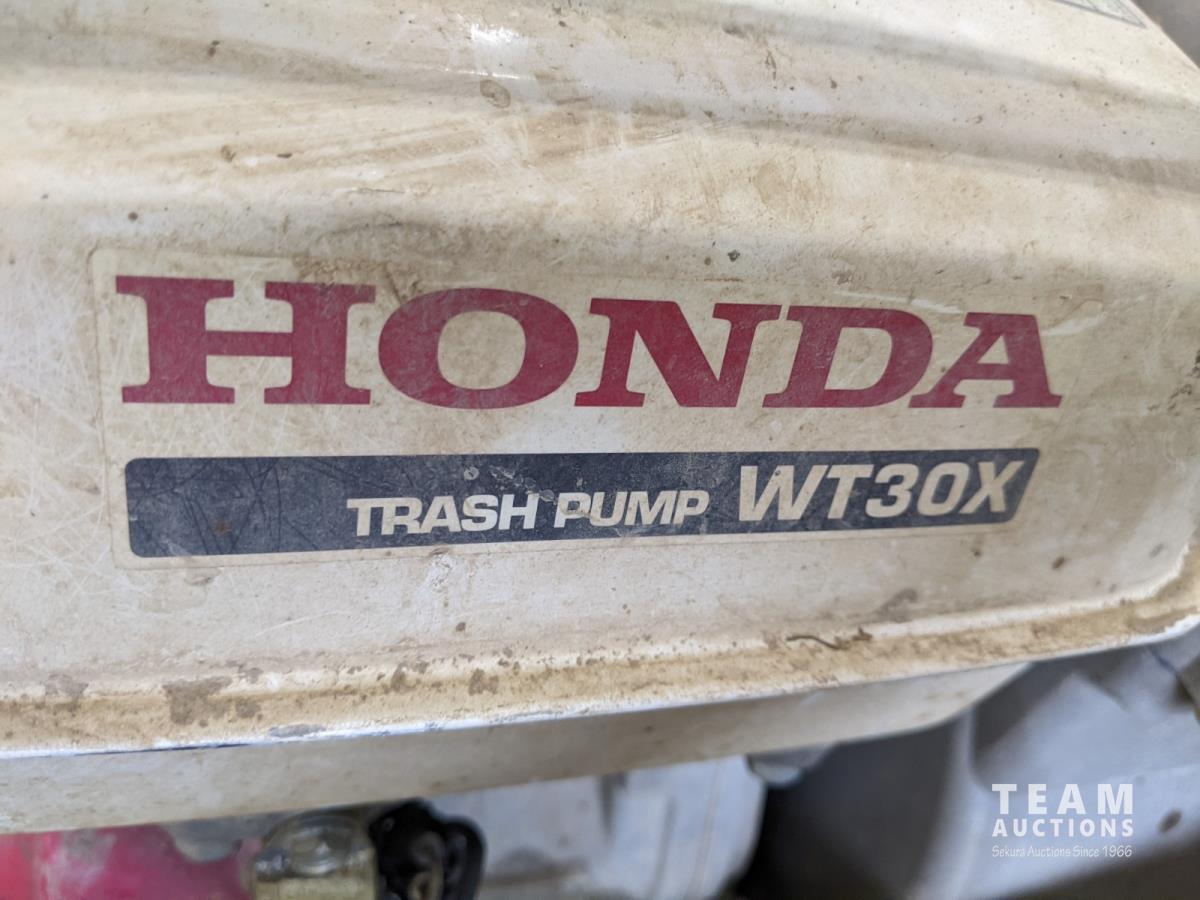 HONDA
TRASH PUMP WT30X
TEAM
AUCTIONS
Sekura Auctions Since 1966